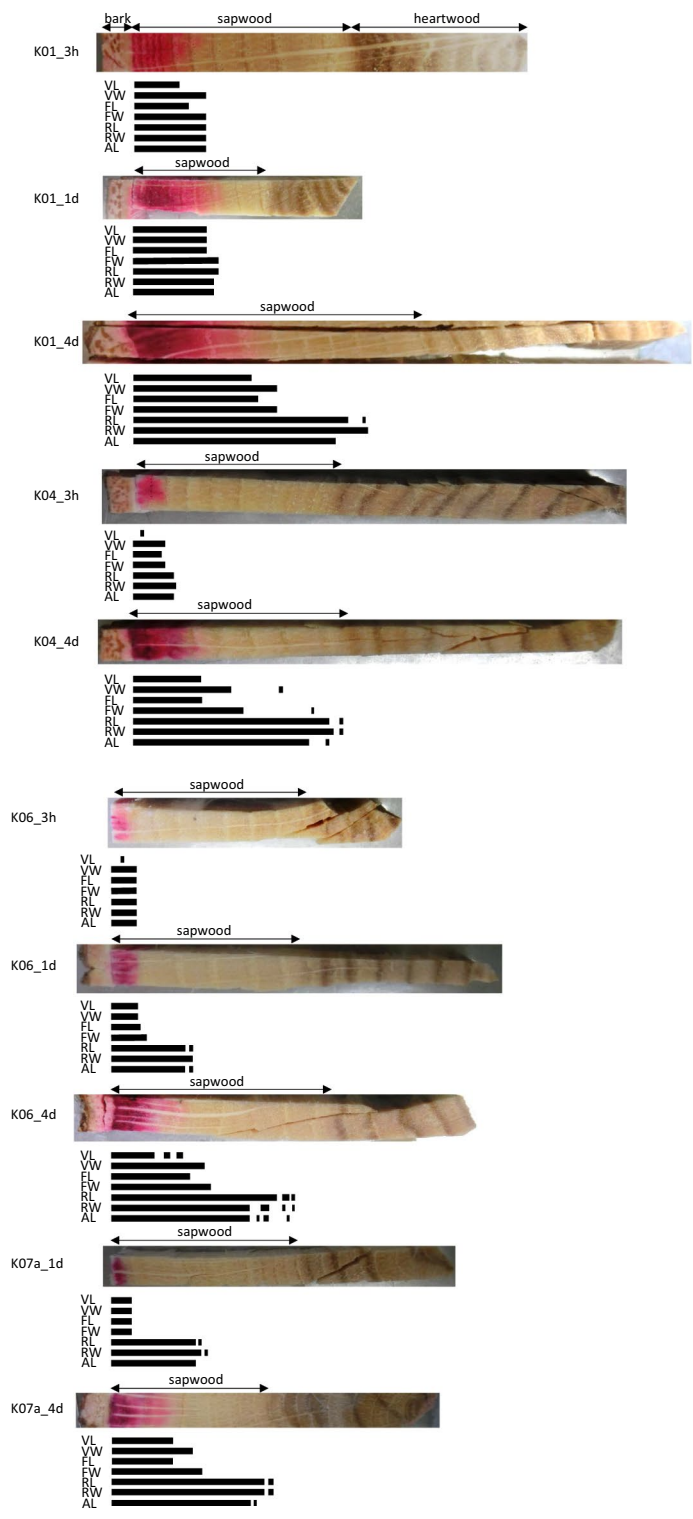 bark sapwood heartwood
K01_3h
VL
VW
FL
FW
RL
RW
AL
sapwood
K01_1d
VL
VW
FL
FW
RL
RW
AL
sapwood
K01_4d
VL
VW
FL
FW
RL
RW
AL
sapwood
K04_3h
VL
VW
FL
FW
RL
RW
AL
sapwood
K04_4d
VL
VW
FL
FW
RL
RW
AL
sapwood
K06_3h
VL
VW
FL
FW
RL
RW
AL
sapwood
K06_1d
VL
VW
FL
FW
RL
RW
AL
sapwood
K06_4d
VL
VW
FL
FW
RL
RW
AL
sapwood
K07a_1d
VL
VW
FL
FW
RL
RW
AL
sapwood
K07a_4d
VL
VW
FL
FW
RL
RW
AL